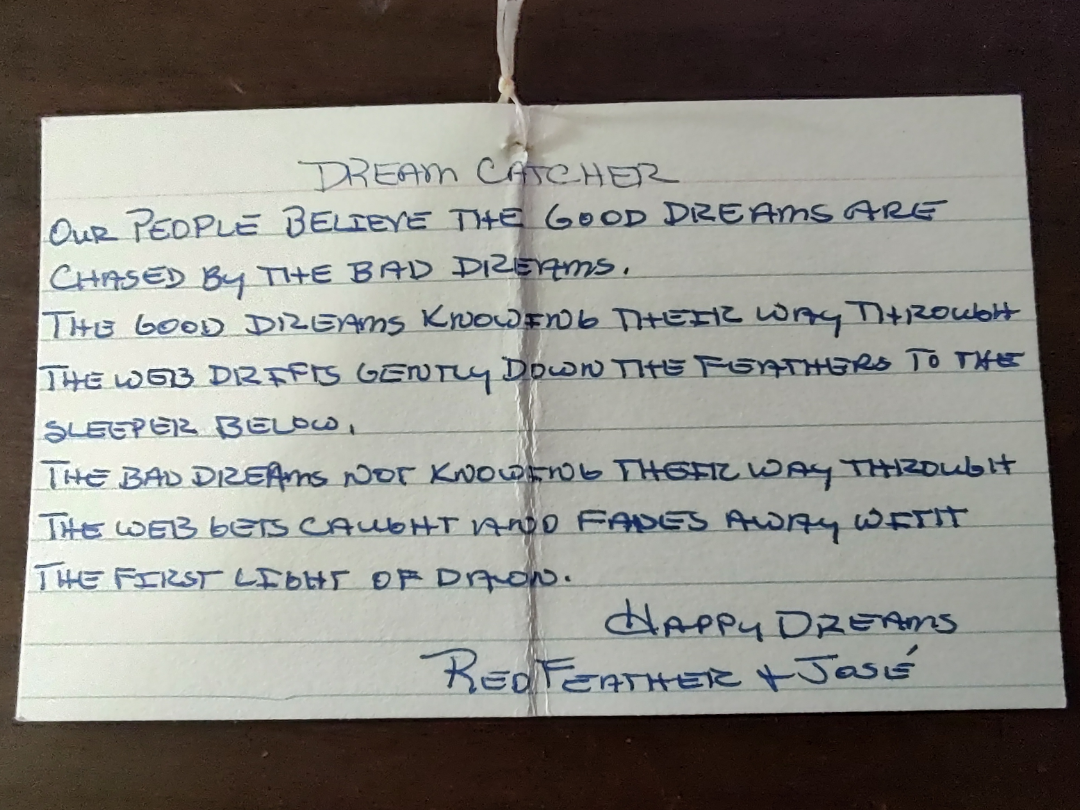 DREAM CATCHER
OUR PEOPLE BELIEVE THE GOOD DREAMS ARE
CHASED BY THE BAD DREAMS.
THE GOOD DREAMS KNOWING THEIR WAY THROUGH
THE WEB DRIFTS GENTLY DOWN THE FEATHERS TO THE
SLEEPER BELOW.
THE BAD DREAMS NOT KNOWING THEIR WAY THROUGH
THE WEB GETS CAUGHT AND FADES AWAY WITH
THE FIRST LIGHT OF DAWN.
HAPPY DREAMS
RED FEATHER & JOSÉ